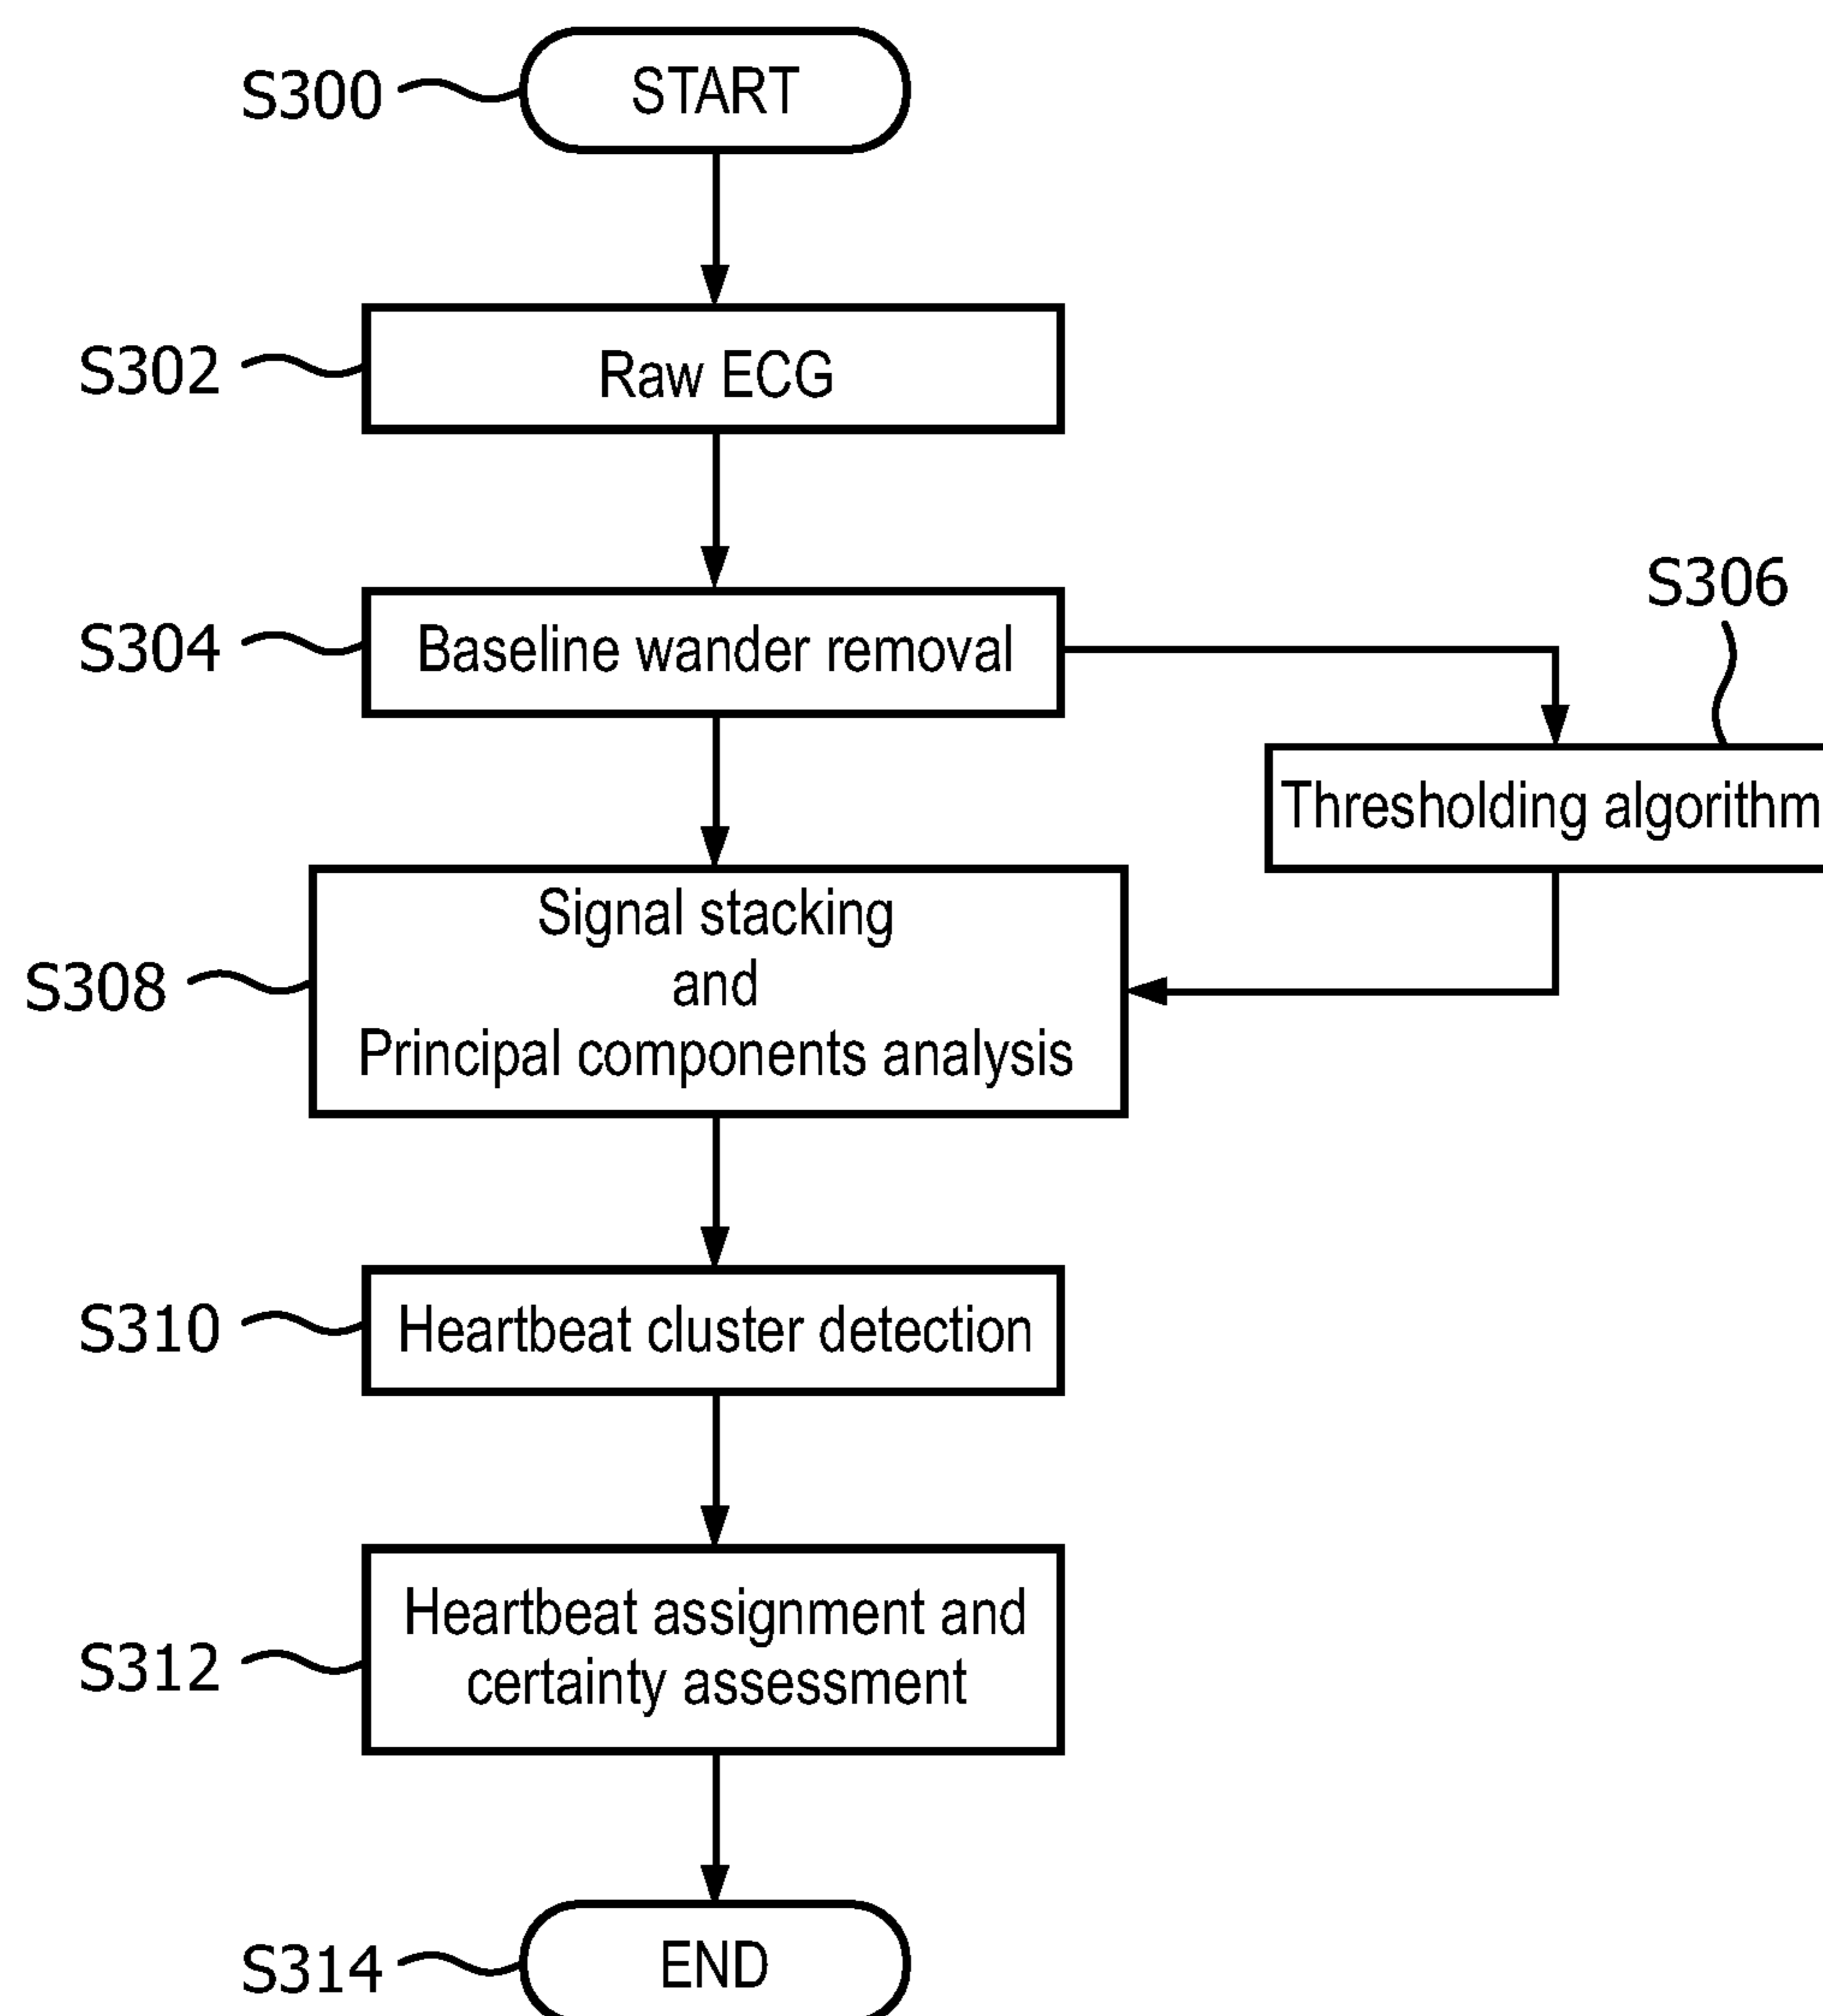 S300
START
S302
Raw ECG
S304
Baseline wander removal
S306
Thresholding algorithm
S308
Signal stacking
and
Principal components analysis
S310
Heartbeat cluster detection
S312
Heartbeat assignment and
certainty assessment
S314
END